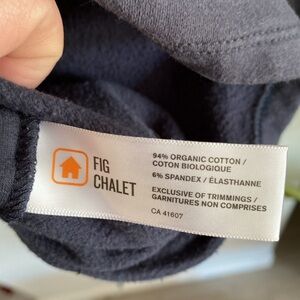 FIG
CHALET
94% ORGANIC COTTON /
COTON BIOLOGIQUE
6% SPANDEX / ÉLASTHANNE
EXCLUSIVE OF TRIMMINGS /
GARNITURES NON COMPRISES
CA 41607